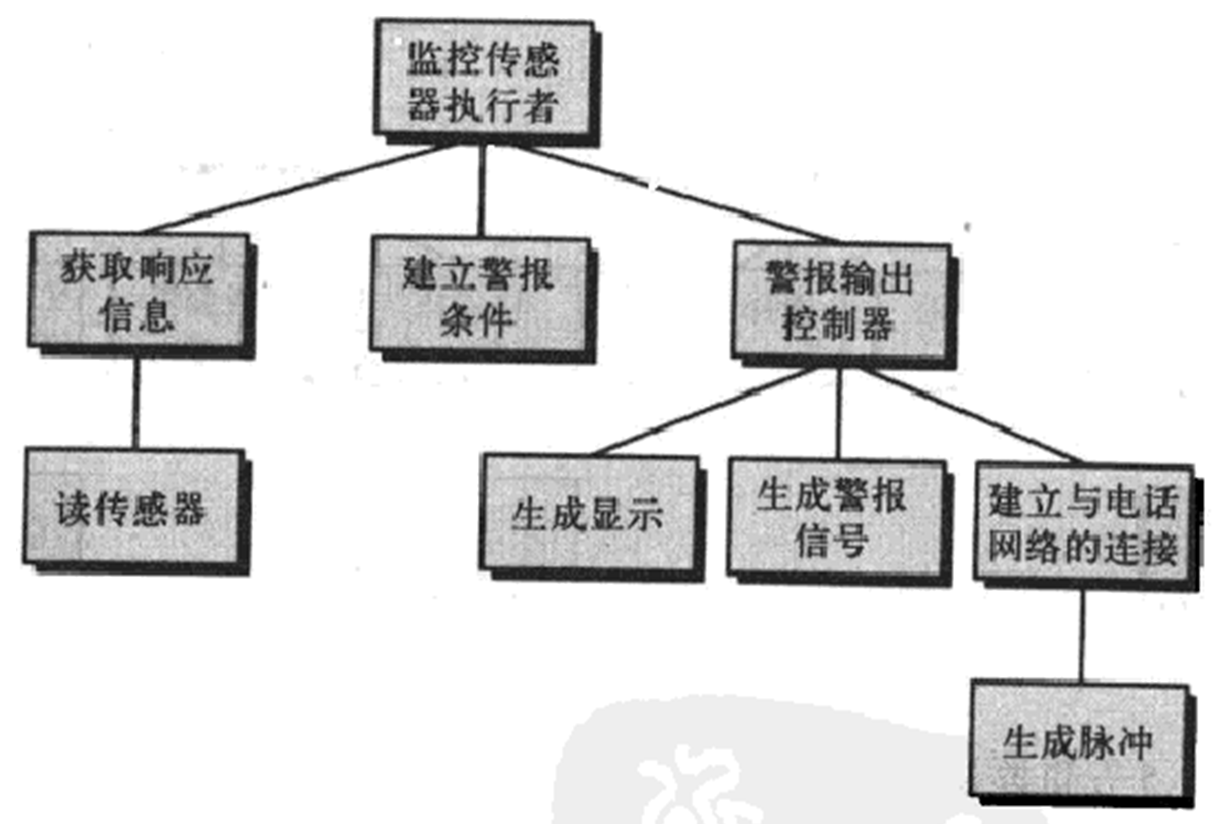 监控传感
器执行者
获取响应
信息
建立警报
条件
警报输出
控制器
读传感器
生成显示
生成警报
信号
建立与电话
网络的连接
生成脉冲